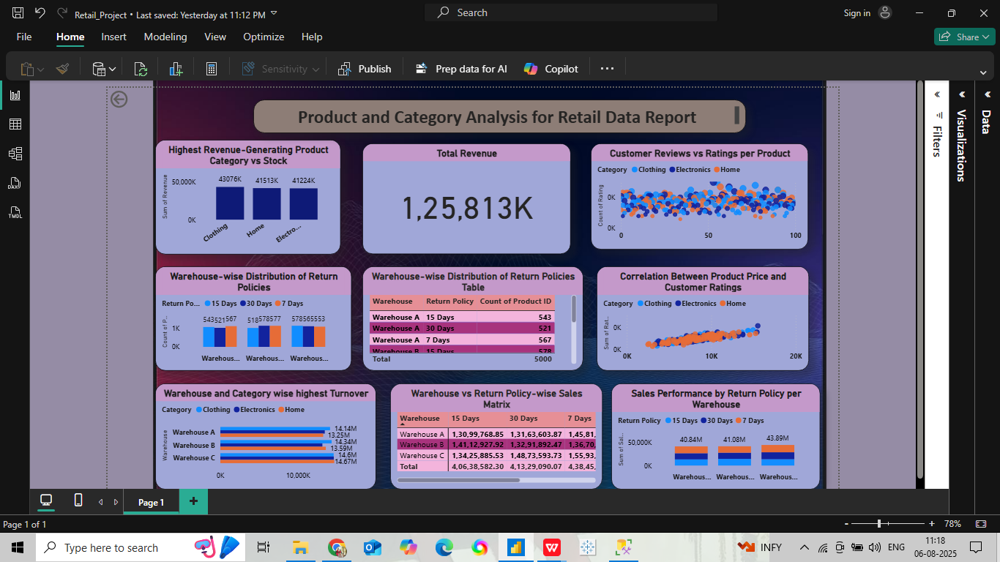 Retail_Project • Last saved: Yesterday at 11:12 PM
Search
Sign in
File Home Insert Modeling View Optimize Help
Share
Sensitivity
Publish
Prep data for AI
Copilot
Product and Category Analysis for Retail Data Report
Highest Revenue-Generating Product
Category vs Stock
Sum of Revenue
50,000K
0K
43076K 41513K 41224K
Clothing Home Electro...
Total Revenue
1,25,813K
Customer Reviews vs Ratings per Product
Category Clothing Electronics Home
Count of Rating
0K
0K
0 50 100
Warehouse-wise Distribution of Return
Policies
Return Po... 15 Days 30 Days 7 Days
Count of P...
1K
0K
543 521 567 518 578 577 578 565 553
Warehous... Warehous... Warehous...
Warehouse-wise Distribution of Return Policies
Table
Warehouse Return Policy Count of Product ID
Warehouse A 15 Days 543
Warehouse A 30 Days 521
Warehouse A 7 Days 567
Warehouse B 15 Days 578
Total 5000
Correlation Between Product Price and
Customer Ratings
Category Clothing Electronics Home
Sum of Rat...
0K
0K
0K 10K 20K
Warehouse and Category wise highest Turnover
Category Clothing Electronics Home
Warehouse
Warehouse A
14.14M
13.25M
Warehouse B
14.34M
13.59M
Warehouse C
14.6M
14.67M
0K 10,000K
Warehouse vs Return Policy-wise Sales
Matrix
Warehouse 15 Days 30 Days 7 Days
Warehouse A 1,30,99,768.85 1,31,63,603.87 1,45,81,
Warehouse B 1,41,12,927.92 1,32,91,892.47 1,36,70,
Warehouse C 1,34,25,885.53 1,48,73,593.73 1,55,93,
Total 4,06,38,582.30 4,13,29,090.07 4,38,45,
Sales Performance by Return Policy per
Warehouse
Return Policy 15 Days 30 Days 7 Days
Sum of Sal...
50,000K
0K
40.84M 41.08M 43.89M
Warehous... Warehous... Warehous...
Filters
Visualizations
Data
DAX
TMDL
Page 1
Page 1 of 1
- + 78%
Type here to search
INFY
ENG
11:18
06-08-2025